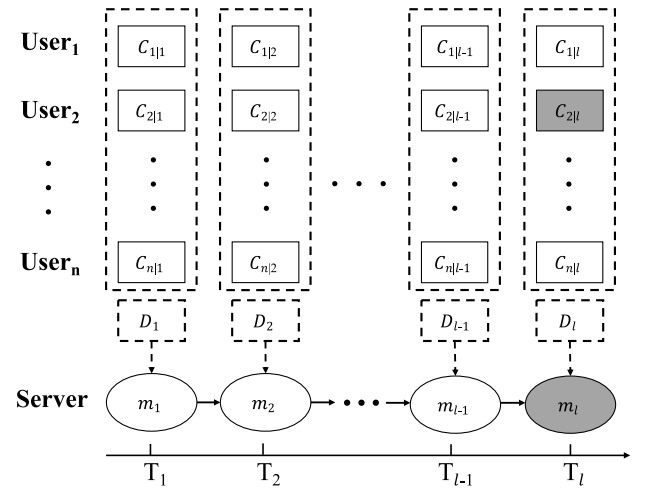 User₁ C₁|₁ C₁|₂ C₁|ₗ₋₁ C₁|ₗ
User₂ C₂|₁ C₂|₂ C₂|ₗ₋₁ C₂|ₗ
Userₙ Cₙ|₁ Cₙ|₂ Cₙ|ₗ₋₁ Cₙ|ₗ
D₁ D₂ Dₗ₋₁ Dₗ
Server m₁ m₂ mₗ₋₁ mₗ
T₁ T₂ Tₗ₋₁ Tₗ